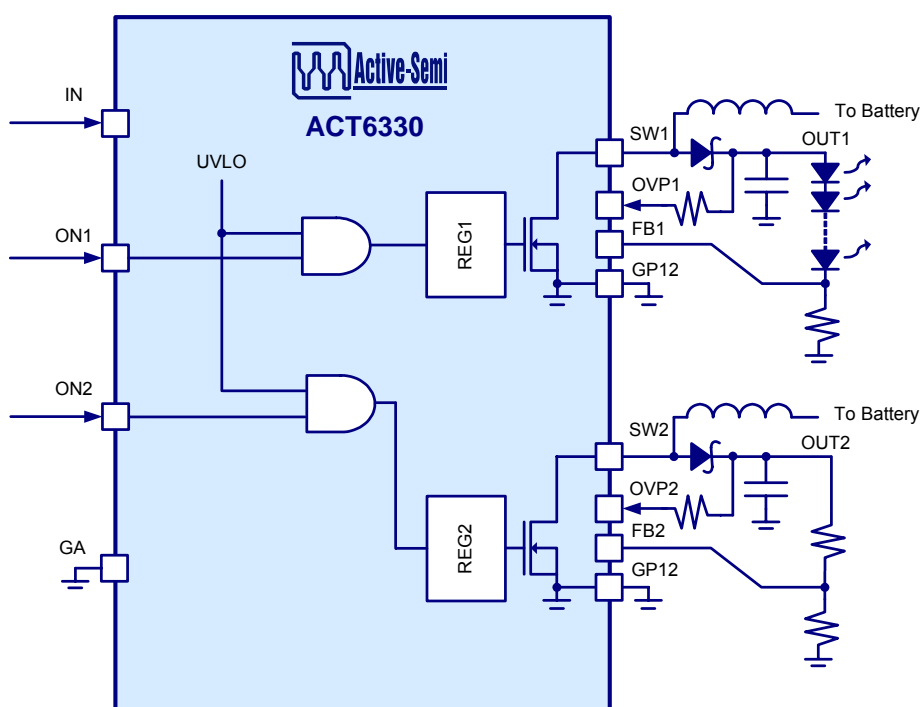 Active-Semi
ACT6330
IN
UVLO
ON1
REG1
SW1
To Battery
OUT1
OVP1
FB1
GP12
ON2
REG2
SW2
To Battery
OUT2
OVP2
FB2
GP12
GA